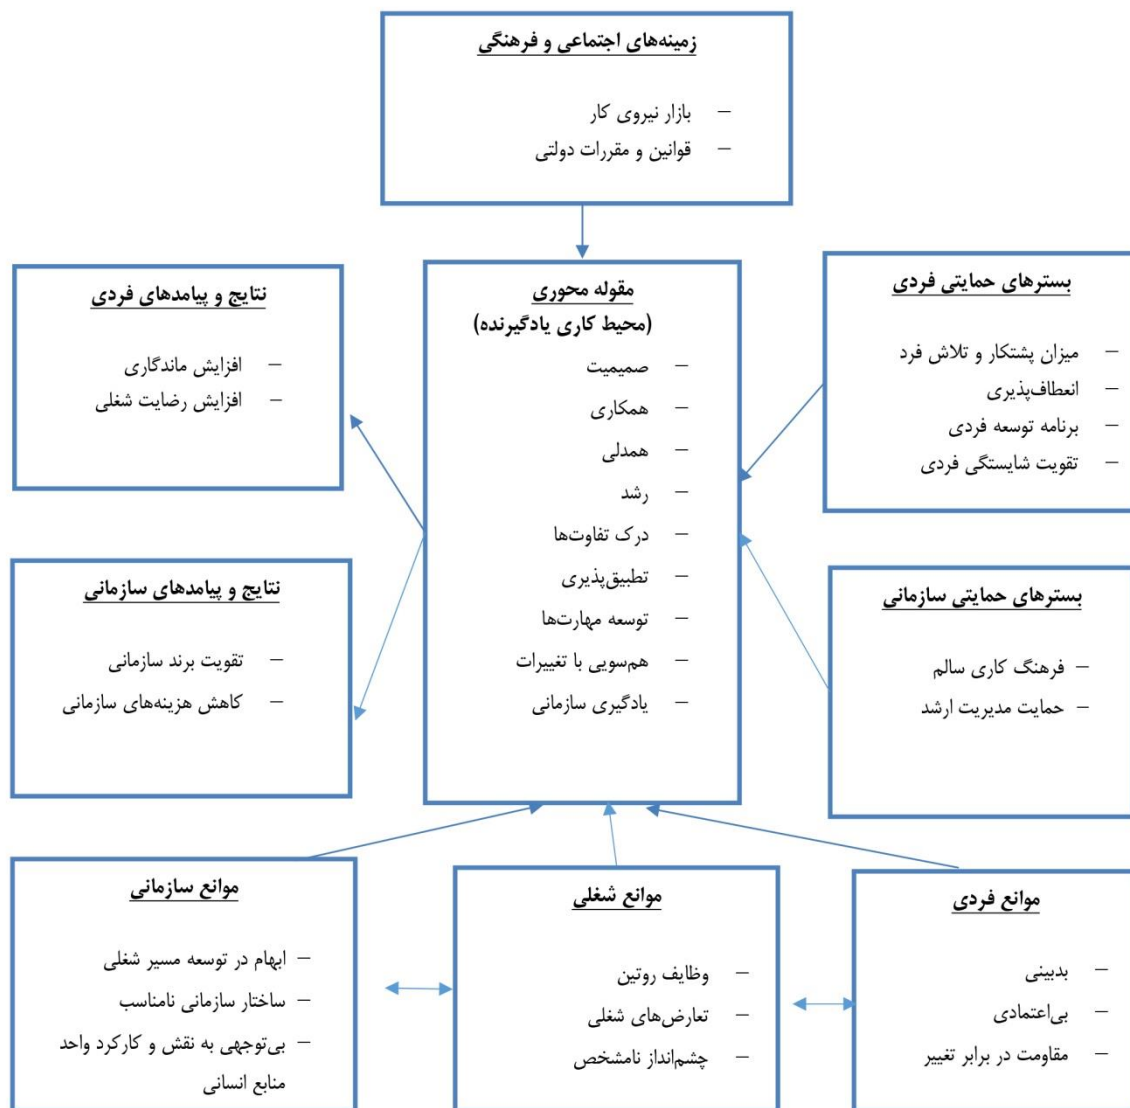 زمینه‌های اجتماعی و فرهنگی
– بازار نیروی کار
– قوانین و مقررات دولتی
بسترهای حمایتی فردی
– میزان پشتکار و تلاش فرد
– انعطاف‌پذیری
– برنامه توسعه فردی
– تقویت شایستگی فردی
مقوله محوری
(محیط کاری یادگیرنده)
– صمیمیت
– همکاری
– همدلی
– رشد
– درک تفاوت‌ها
– تطبیق‌پذیری
– توسعه مهارت‌ها
– هم‌سویی با تغییرات
– یادگیری سازمانی
نتایج و پیامدهای فردی
– افزایش ماندگاری
– افزایش رضایت شغلی
بسترهای حمایتی سازمانی
– فرهنگ کاری سالم
– حمایت مدیریت ارشد
نتایج و پیامدهای سازمانی
– تقویت برند سازمانی
– کاهش هزینه‌های سازمانی
موانع فردی
– بدبینی
– بی‌اعتمادی
– مقاومت در برابر تغییر
موانع شغلی
– وظایف روتین
– تعارض‌های شغلی
– چشم‌انداز نامشخص
موانع سازمانی
– ابهام در توسعه مسیر شغلی
– ساختار سازمانی نامناسب
– بی‌توجهی به نقش و کارکرد واحد
منابع انسانی